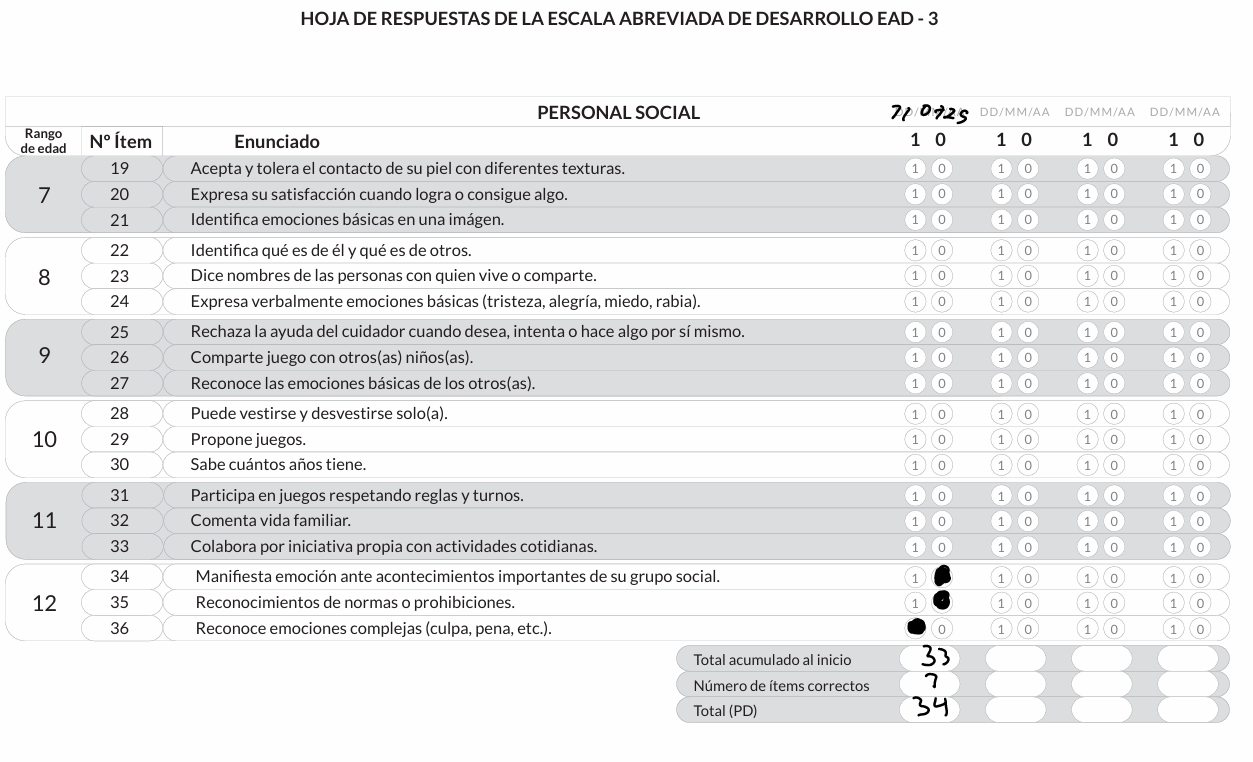 HOJA DE RESPUESTAS DE LA ESCALA ABREVIADA DE DESARROLLO EAD - 3
PERSONAL SOCIAL DD/MM/AA DD/MM/AA DD/MM/AA
Rango de edad Nº Ítem Enunciado 1 0 1 0 1 0 1 0
7
19 Acepta y tolera el contacto de su piel con diferentes texturas. 1 0 1 0 1 0 1 0
20 Expresa su satisfacción cuando logra o consigue algo. 1 0 1 0 1 0 1 0
21 Identifica emociones básicas en una imágen. 1 0 1 0 1 0 1 0
8
22 Identifica qué es de él y qué es de otros. 1 0 1 0 1 0 1 0
23 Dice nombres de las personas con quien vive o comparte. 1 0 1 0 1 0 1 0
24 Expresa verbalmente emociones básicas (tristeza, alegría, miedo, rabia). 1 0 1 0 1 0 1 0
9
25 Rechaza la ayuda del cuidador cuando desea, intenta o hace algo por sí mismo. 1 0 1 0 1 0 1 0
26 Comparte juego con otros(as) niños(as). 1 0 1 0 1 0 1 0
27 Reconoce las emociones básicas de los otros(as). 1 0 1 0 1 0 1 0
10
28 Puede vestirse y desvestirse solo(a). 1 0 1 0 1 0 1 0
29 Propone juegos. 1 0 1 0 1 0 1 0
30 Sabe cuántos años tiene. 1 0 1 0 1 0 1 0
11
31 Participa en juegos respetando reglas y turnos. 1 0 1 0 1 0 1 0
32 Comenta vida familiar. 1 0 1 0 1 0 1 0
33 Colabora por iniciativa propia con actividades cotidianas. 1 0 1 0 1 0 1 0
12
34 Manifiesta emoción ante acontecimientos importantes de su grupo social. 1 1 0 1 0 1 0
35 Reconocimientos de normas o prohibiciones. 1 1 0 1 0 1 0
36 Reconoce emociones complejas (culpa, pena, etc.). 0 1 0 1 0 1 0
Total acumulado al inicio 33
Número de ítems correctos
Total (PD) 34